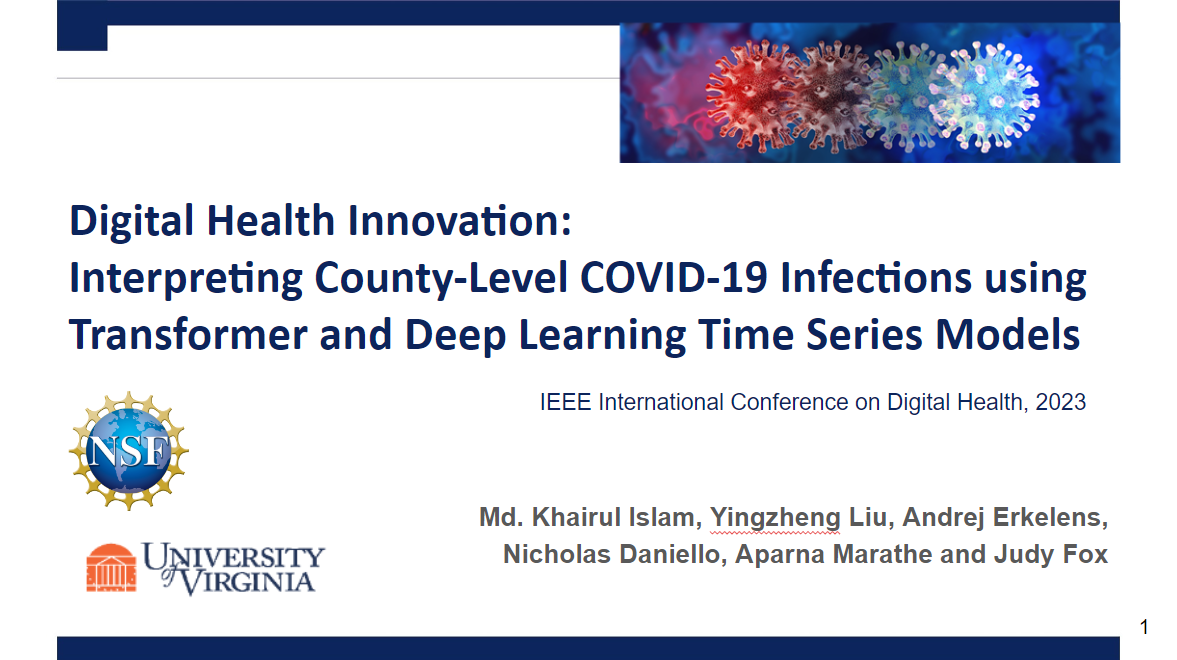 Digital Health Innovation:
Interpreting County-Level COVID-19 Infections using
Transformer and Deep Learning Time Series Models
IEEE International Conference on Digital Health, 2023
NSF
Md. Khairul Islam, Yingzheng Liu, Andrej Erkelens,
Nicholas Daniello, Aparna Marathe and Judy Fox
UNIVERSITY
of VIRGINIA
1